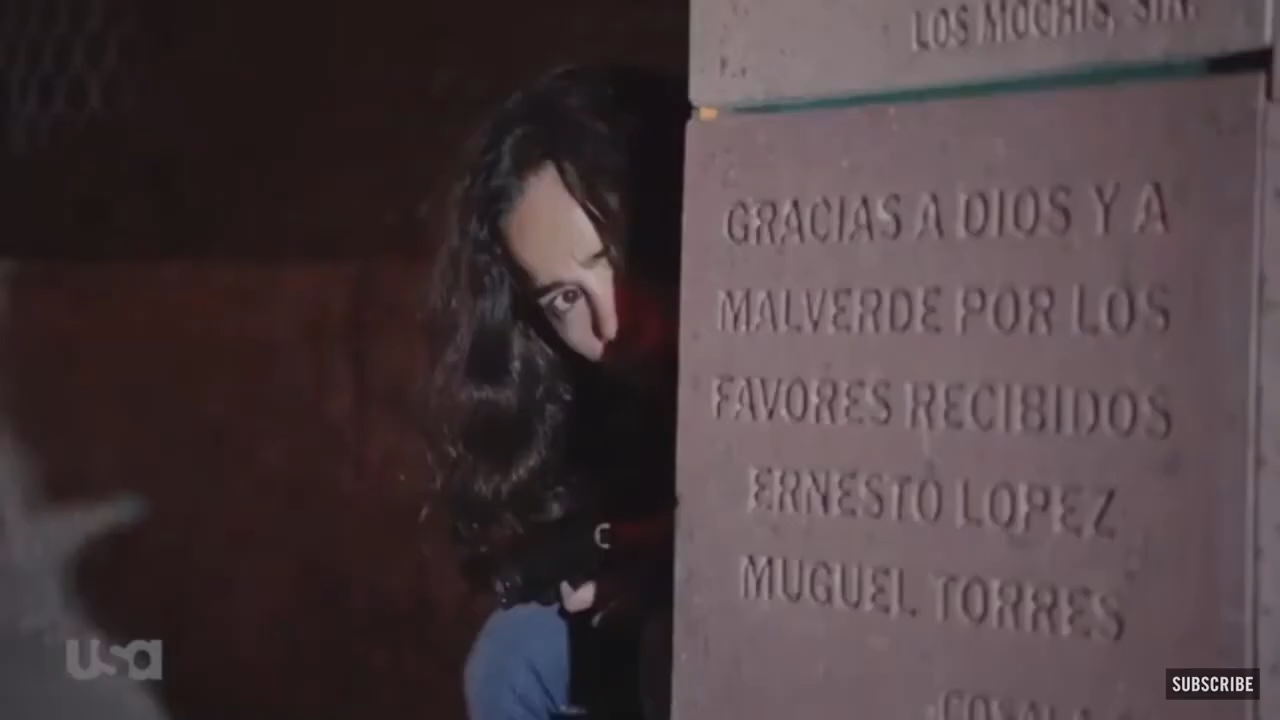 LOS MOCHIS, SIN.
GRACIAS A DIOS Y A
MALVERDE POR LOS
FAVORES RECIBIDOS
ERNESTO LOPEZ
MUGUEL TORRES
usa
SUBSCRIBE